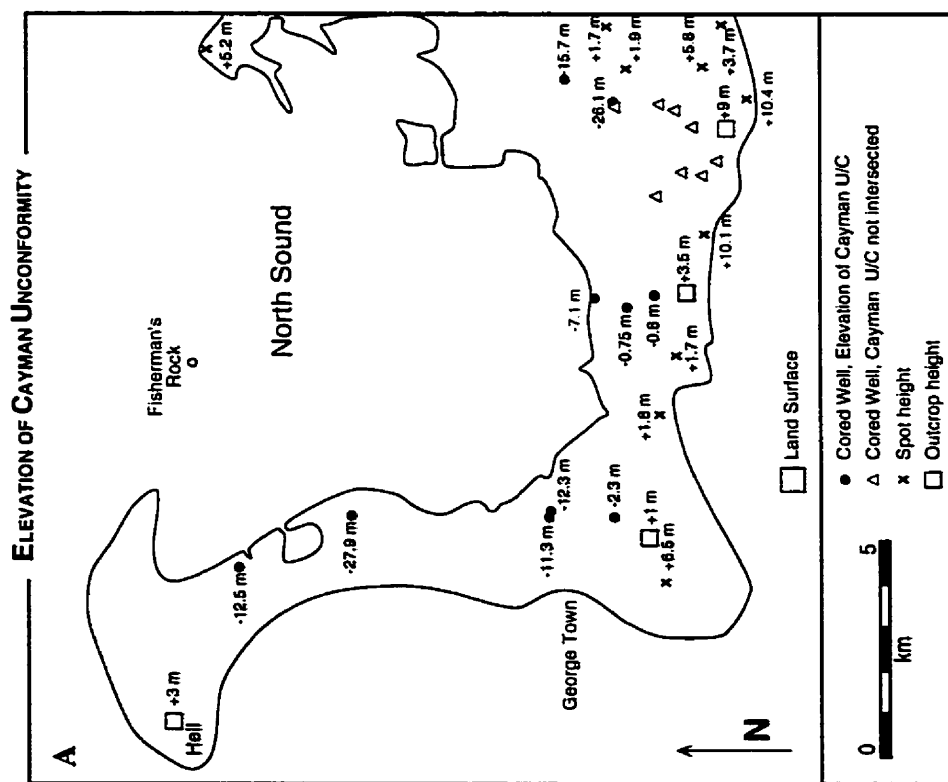 ELEVATION OF CAYMAN UNCONFORMITY
A
Fisherman's
Rock
North Sound
+5.2 m
Hell
+3 m
-12.5 m
-27.9 m
-15.7 m
+1.7 m
+1.9 m
-26.1 m
+5.8 m
+3.7 m
+9 m
+10.4 m
-7.1 m
-0.75 m
-0.8 m
+3.5 m
+10.1 m
+1.7 m
+1.8 m
-12.3 m
-11.3 m
-2.3 m
+1 m
+6.5 m
George Town
N
Land Surface
0 5
km
Cored Well, Elevation of Cayman U/C
Cored Well, Cayman U/C not intersected
Spot height
Outcrop height